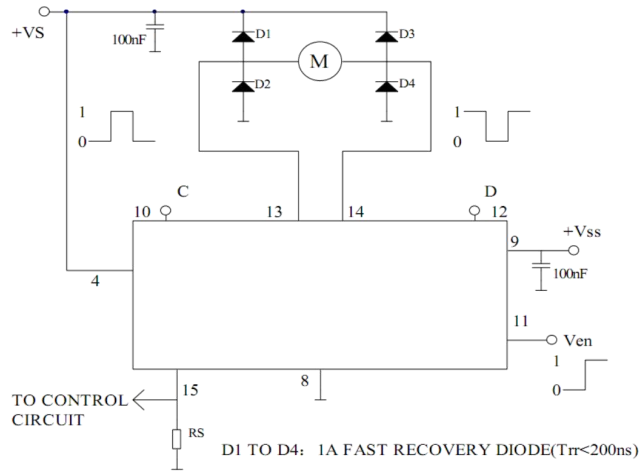 +VS
100nF
D1
D3
M
D2
D4
1
0
1
0
C
D
10
13
14
12
+Vss
9
100nF
4
11
Ven
1
0
15
8
TO CONTROL
CIRCUIT
RS
D1 TO D4: 1A FAST RECOVERY DIODE(Trr<200ns)